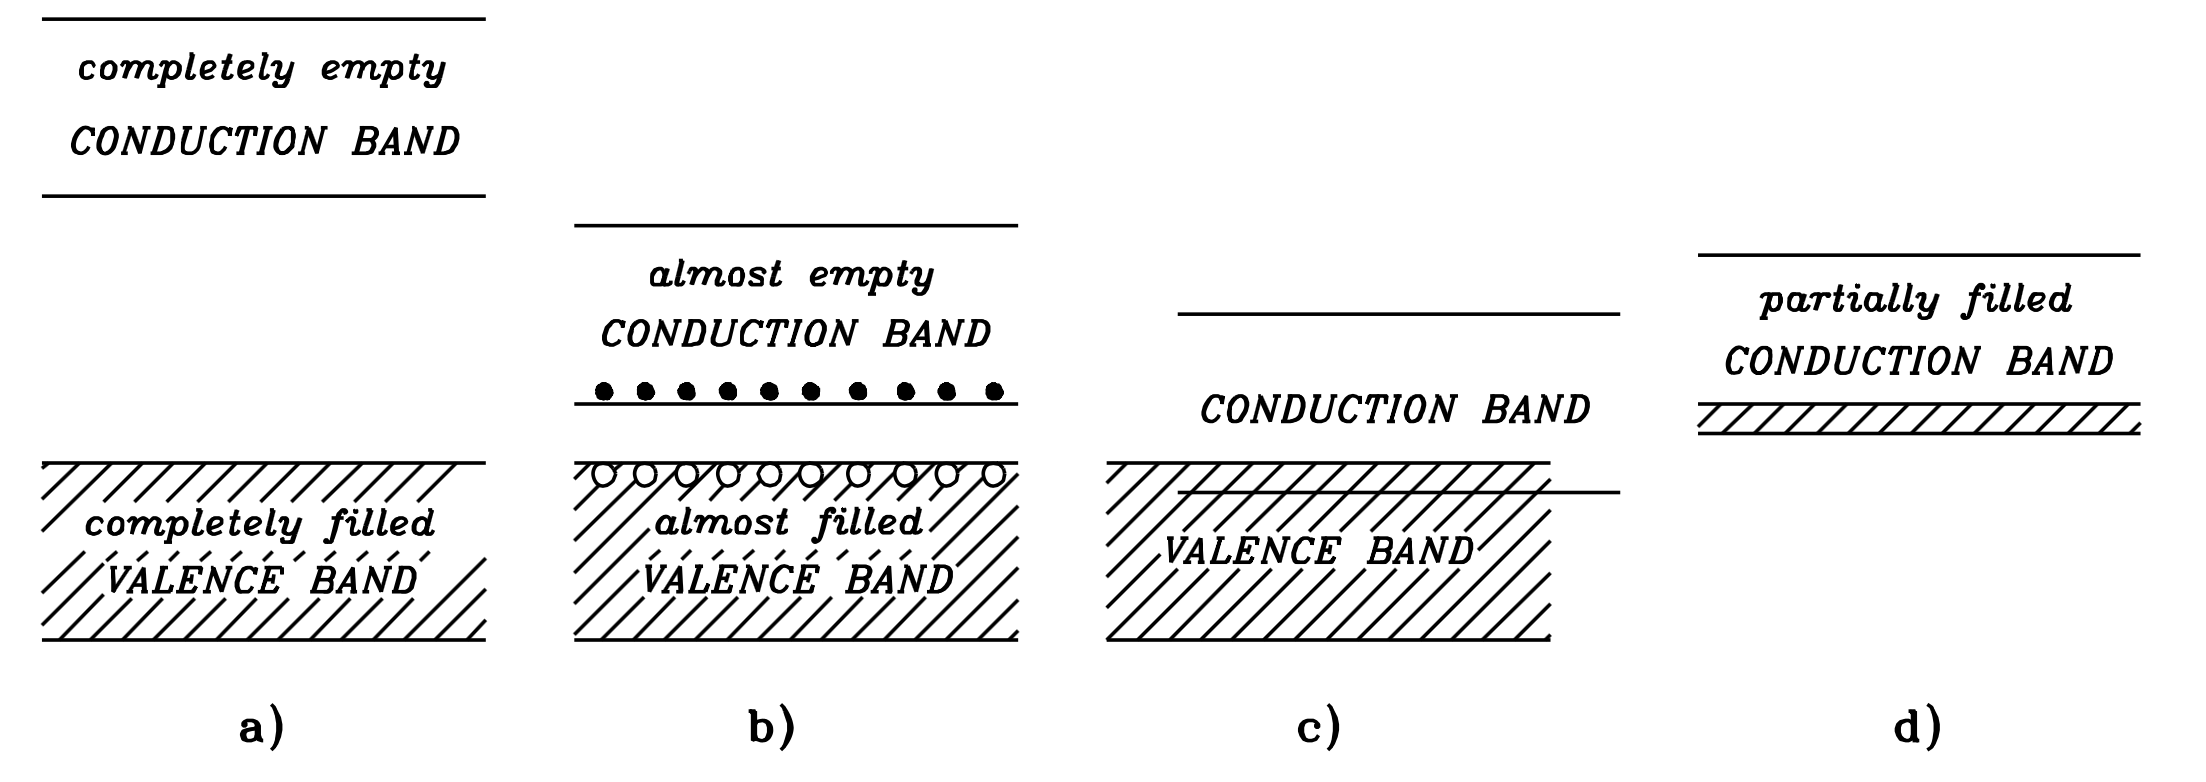 completely empty
CONDUCTION BAND
completely filled
VALENCE BAND
a)
almost empty
CONDUCTION BAND
almost filled
VALENCE BAND
b)
CONDUCTION BAND
VALENCE BAND
c)
partially filled
CONDUCTION BAND
d)